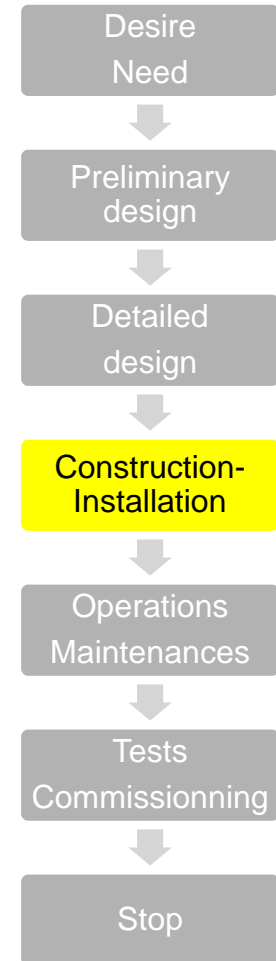 Desire
Need
Preliminary
design
Detailed
design
Construction-
Installation
Operations
Maintenances
Tests
Commissionning
Stop